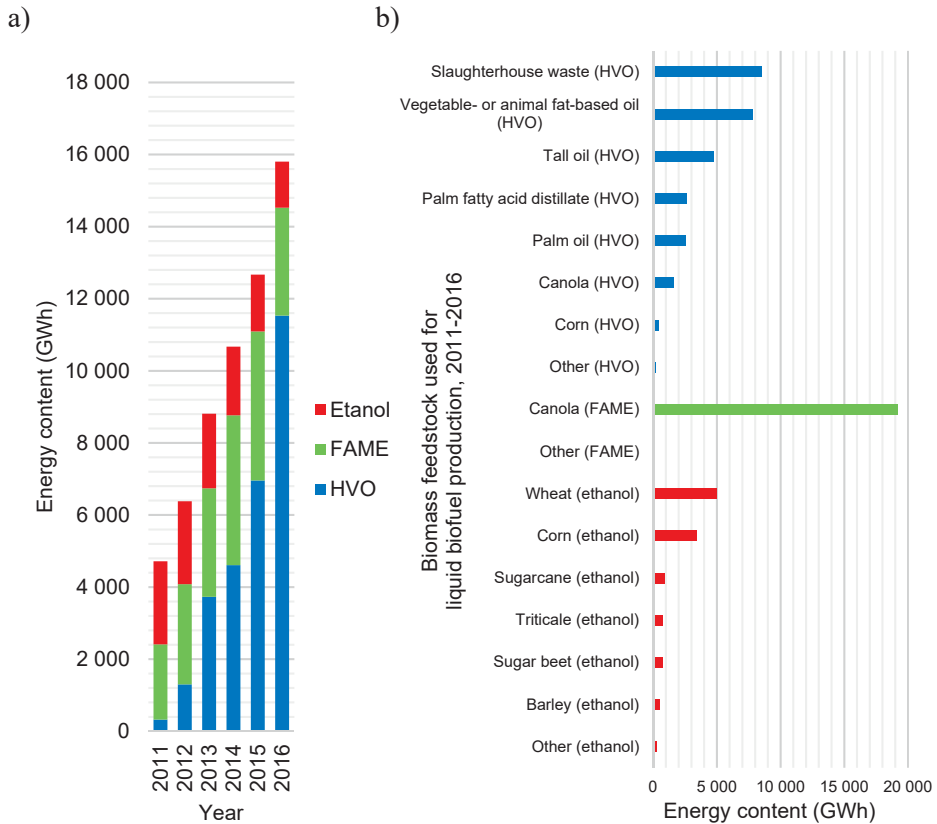 a)
Energy content (GWh)
18 000
16 000
14 000
12 000
10 000
8 000
6 000
4 000
2 000
0
2011
2012
2013
2014
2015
2016
Year
Etanol
FAME
HVO
b)
Biomass feedstock used for
liquid biofuel production, 2011-2016
Slaughterhouse waste (HVO)
Vegetable- or animal fat-based oil
(HVO)
Tall oil (HVO)
Palm fatty acid distillate (HVO)
Palm oil (HVO)
Canola (HVO)
Corn (HVO)
Other (HVO)
Canola (FAME)
Other (FAME)
Wheat (ethanol)
Corn (ethanol)
Sugarcane (ethanol)
Triticale (ethanol)
Sugar beet (ethanol)
Barley (ethanol)
Other (ethanol)
0
5 000
10 000
15 000
20 000
Energy content (GWh)